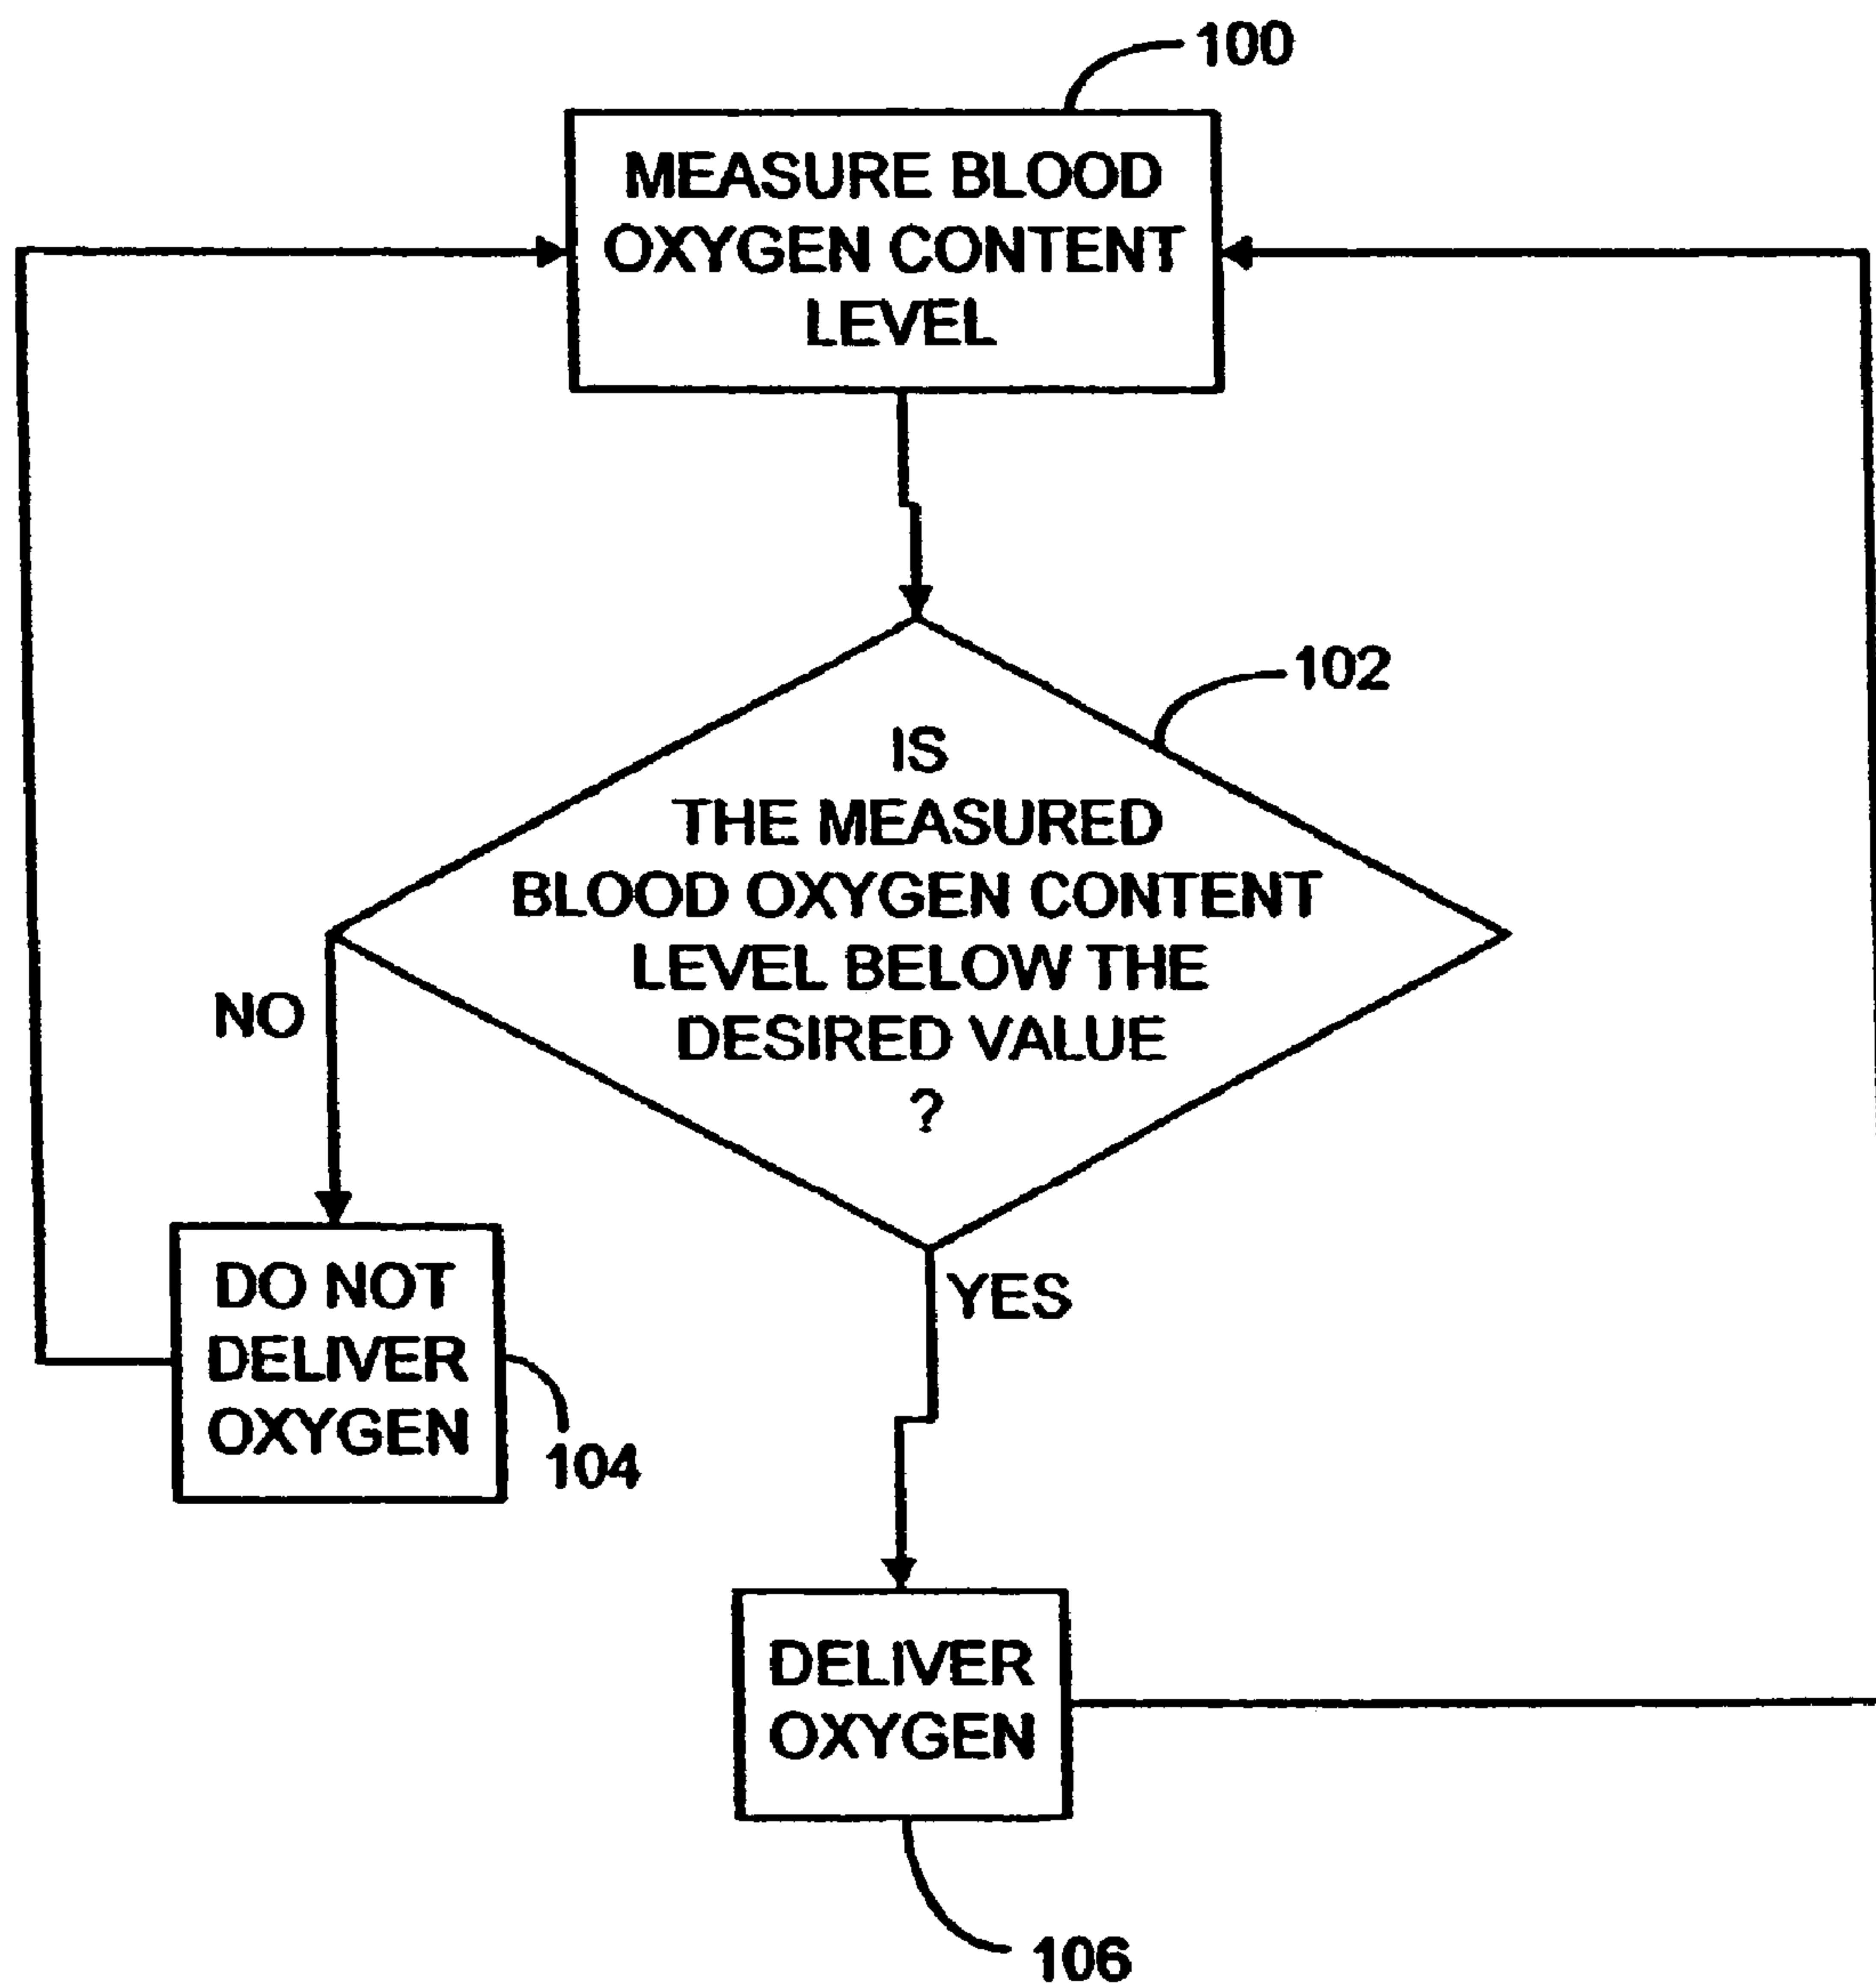 100
MEASURE BLOOD
OXYGEN CONTENT
LEVEL
102
IS
THE MEASURED
BLOOD OXYGEN CONTENT
LEVEL BELOW THE
DESIRED VALUE
?
NO
DO NOT
DELIVER
OXYGEN
104
YES
DELIVER
OXYGEN
106